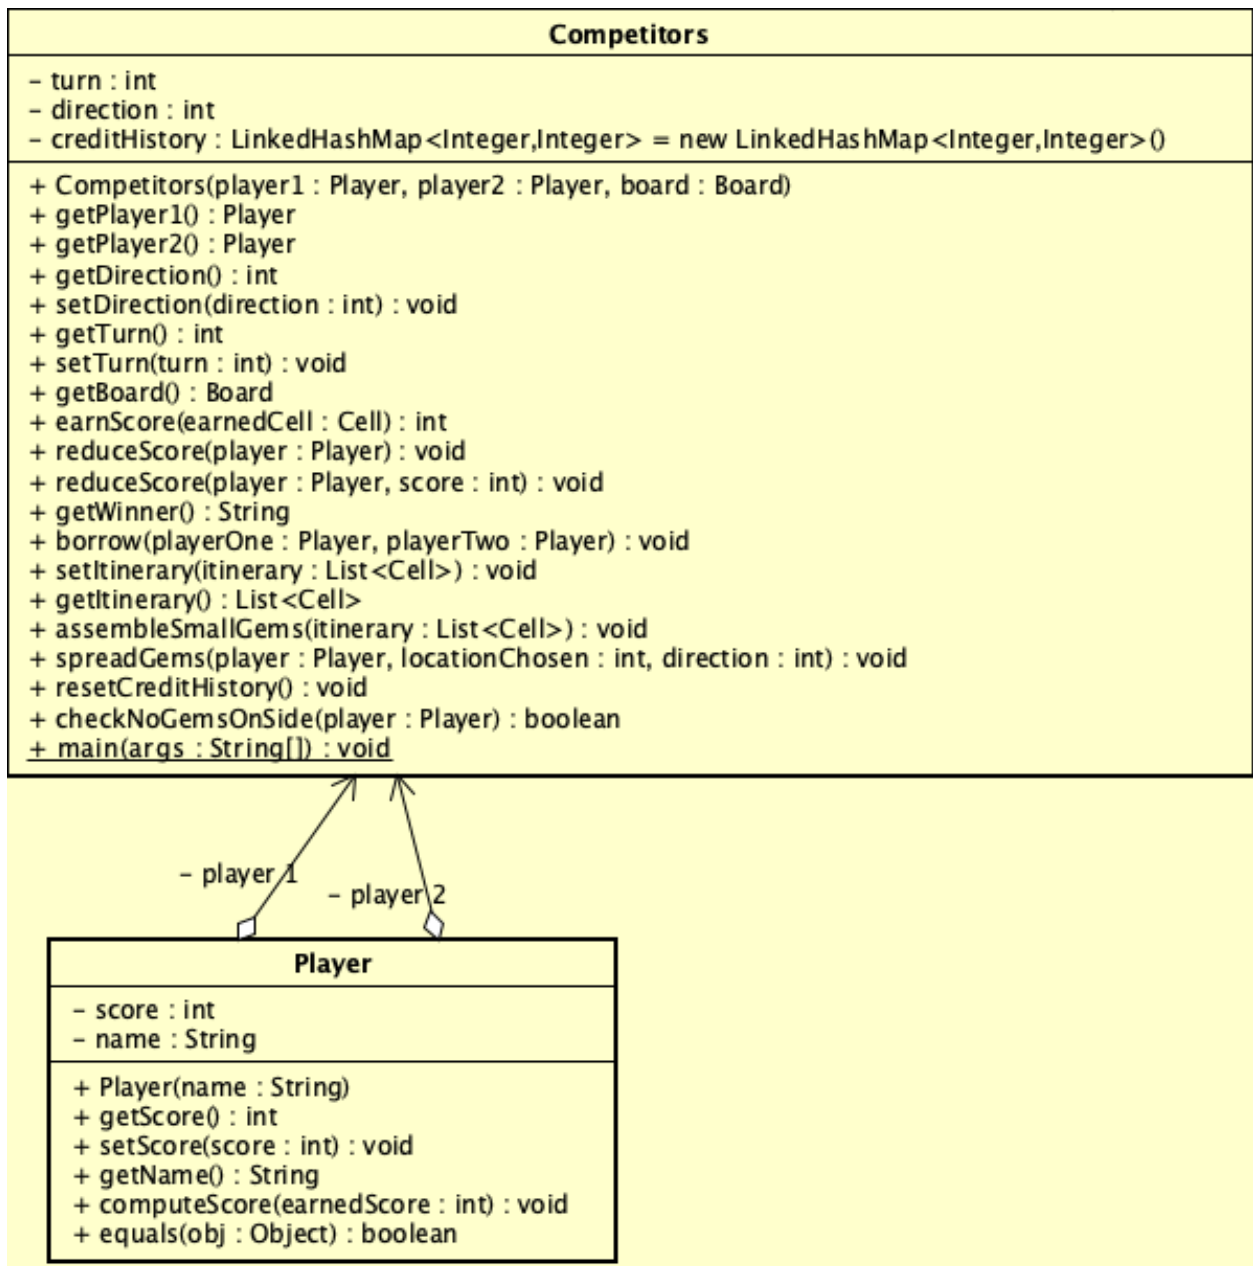 Competitors
– turn : int
– direction : int
– creditHistory : LinkedHashMap<Integer,Integer> = new LinkedHashMap<Integer,Integer>()
+ Competitors(player1 : Player, player2 : Player, board : Board)
+ getPlayer1() : Player
+ getPlayer2() : Player
+ getDirection() : int
+ setDirection(direction : int) : void
+ getTurn() : int
+ setTurn(turn : int) : void
+ getBoard() : Board
+ earnScore(earnedCell : Cell) : int
+ reduceScore(player : Player) : void
+ reduceScore(player : Player, score : int) : void
+ getWinner() : String
+ borrow(playerOne : Player, playerTwo : Player) : void
+ setItinerary(itinerary : List<Cell>) : void
+ getItinerary() : List<Cell>
+ assembleSmallGems(itinerary : List<Cell>) : void
+ spreadGems(player : Player, locationChosen : int, direction : int) : void
+ resetCreditHistory() : void
+ checkNoGemsOnSide(player : Player) : boolean
+ main(args : String[]) : void
– player 1
– player 2
Player
– score : int
– name : String
+ Player(name : String)
+ getScore() : int
+ setScore(score : int) : void
+ getName() : String
+ computeScore(earnedScore : int) : void
+ equals(obj : Object) : boolean